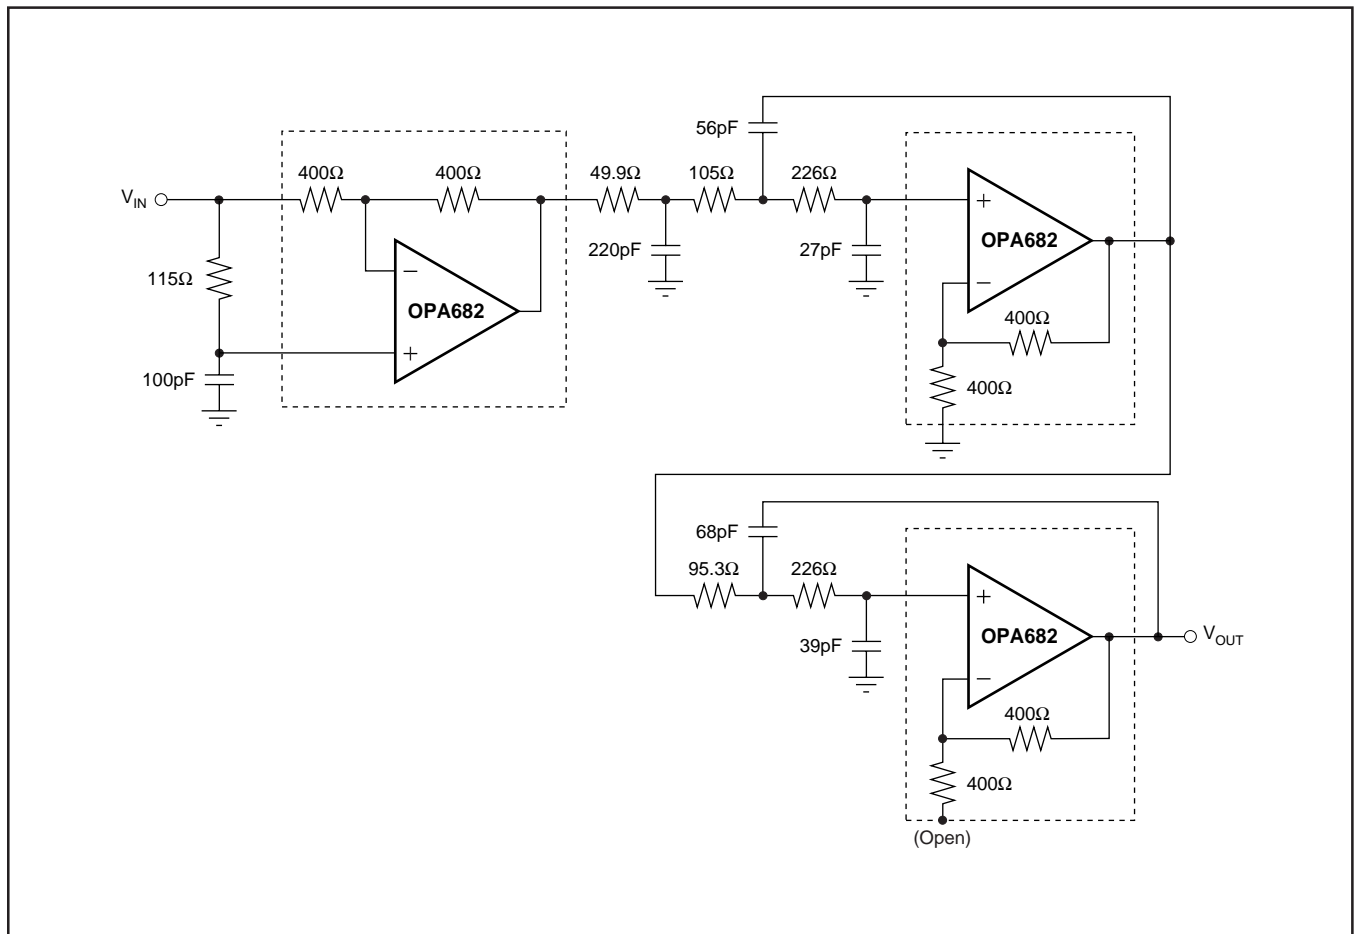 56pF
400Ω
400Ω
49.9Ω
105Ω
226Ω
VIN
+
OPA682
−
220pF
27pF
115Ω
−
OPA682
+
400Ω
100pF
400Ω
68pF
95.3Ω
226Ω
+
OPA682
−
39pF
VOUT
400Ω
400Ω
(Open)